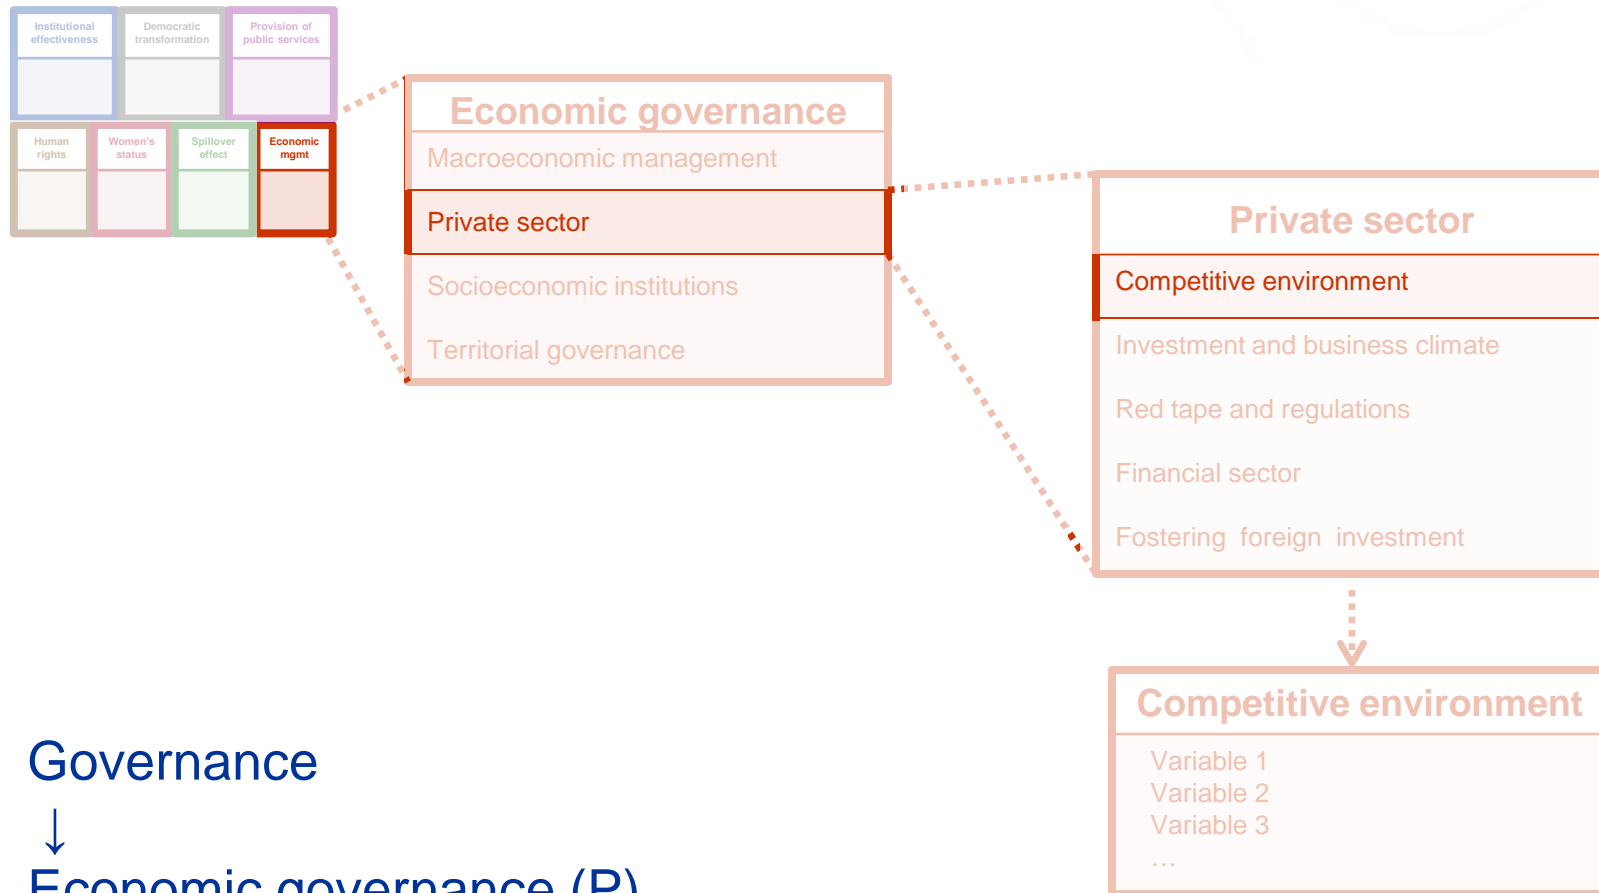 Institutional
effectiveness
Democratic
transformation
Provision of
public services
Human
rights
Women's
status
Spillover
effect
Economic
mgmt
Economic governance
Macroeconomic management
Private sector
Socioeconomic institutions
Territorial governance
Private sector
Competitive environment
Investment and business climate
Red tape and regulations
Financial sector
Fostering foreign investment
Competitive environment
Variable 1
Variable 2
Variable 3
…
Governance
↓
Economic governance (P)